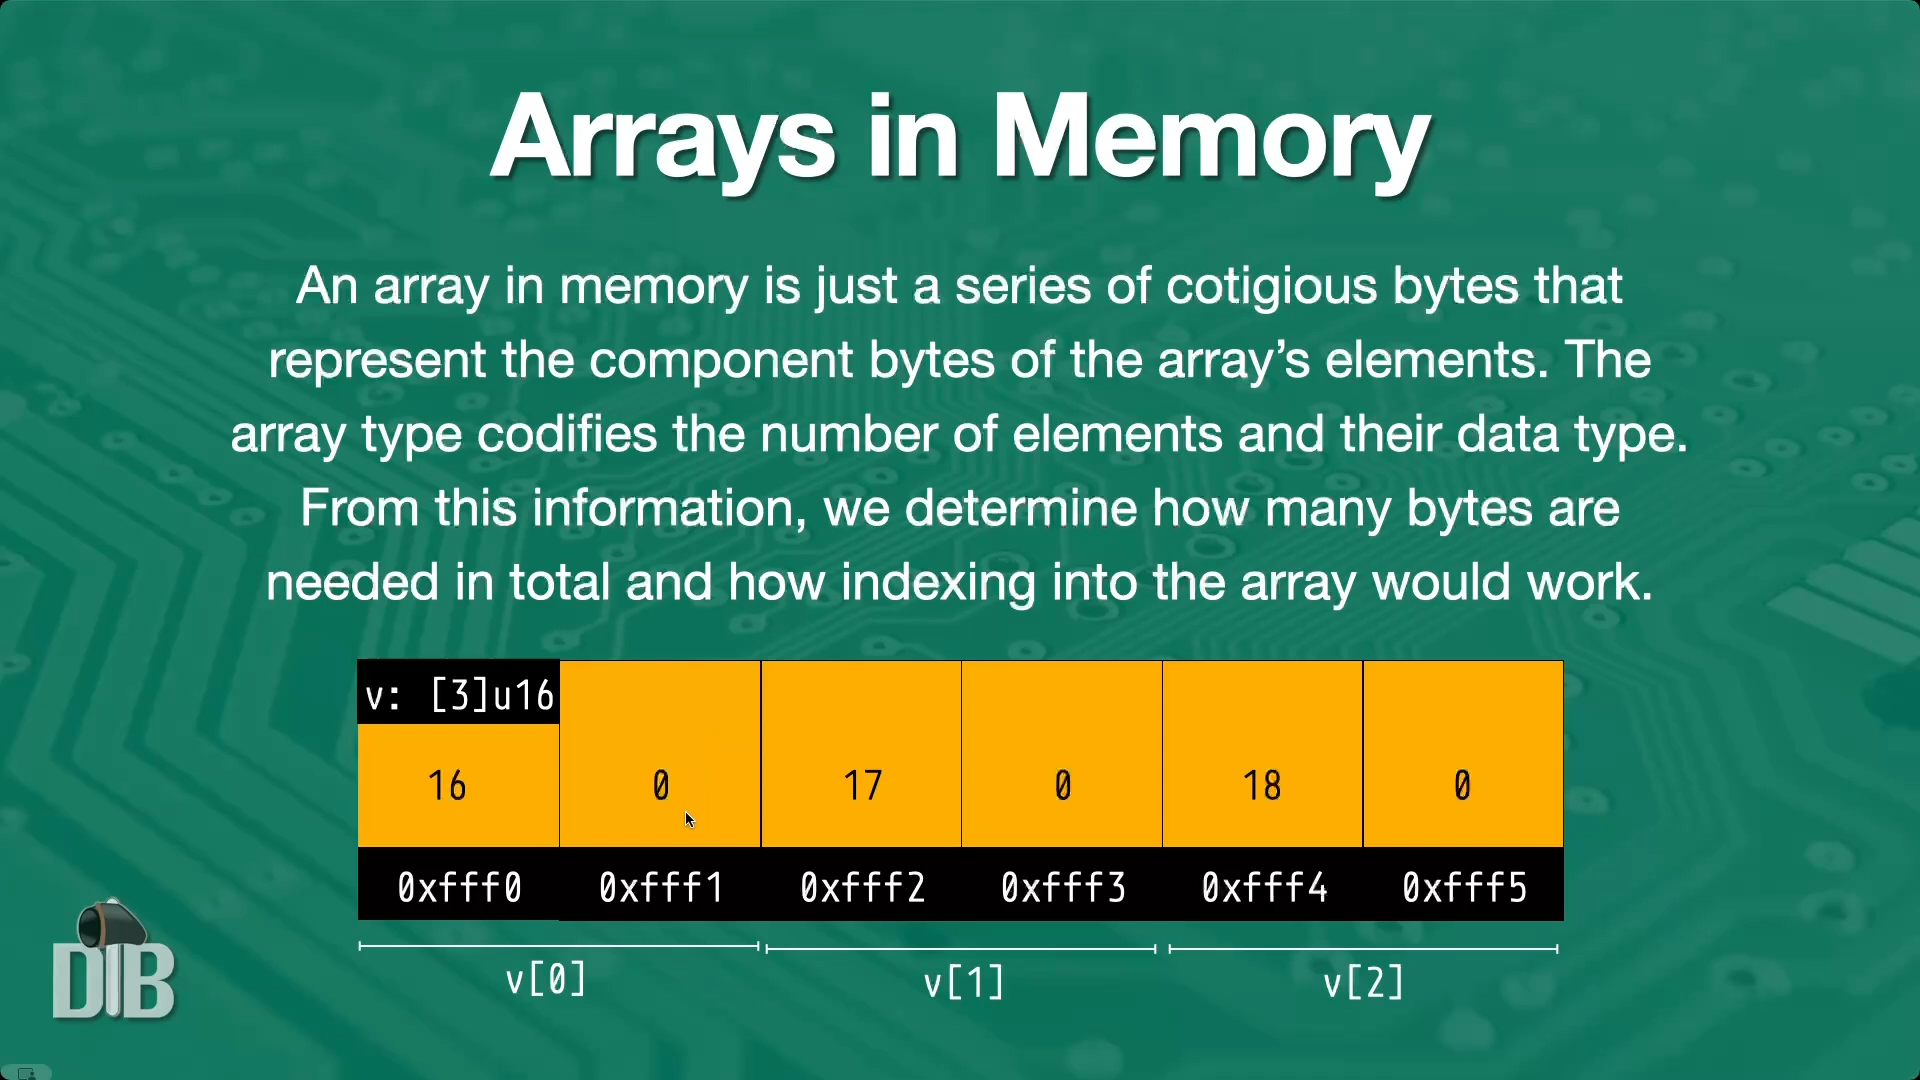 Arrays in Memory
An array in memory is just a series of cotigious bytes that
represent the component bytes of the array’s elements. The
array type codifies the number of elements and their data type.
From this information, we determine how many bytes are
needed in total and how indexing into the array would work.
v: [3]u16
16 0 17 0 18 0
0xfff0 0xfff1 0xfff2 0xfff3 0xfff4 0xfff5
v[0] v[1] v[2]
DIB